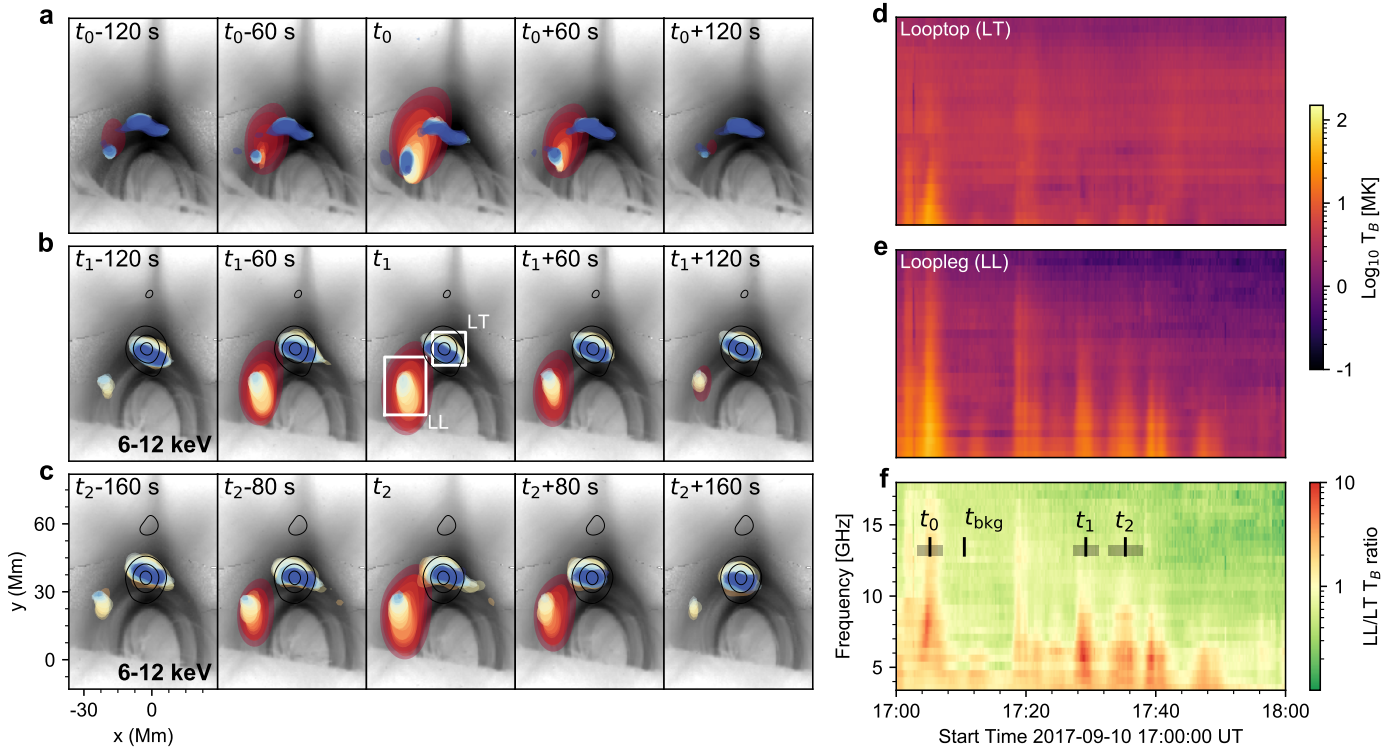 a
t₀-120 s
t₀-60 s
t₀
t₀+60 s
t₀+120 s
b
t₁-120 s
t₁-60 s
t₁
t₁+60 s
t₁+120 s
LT
LL
6-12 keV
c
t₂-160 s
t₂-80 s
t₂
t₂+80 s
t₂+160 s
6-12 keV
60
30
0
y (Mm)
-30
0
x (Mm)
d
Looptop (LT)
e
Loopleg (LL)
2
1
0
-1
Log₁₀ T_B [MK]
f
t₀
t_bkg
t₁
t₂
15
10
5
Frequency [GHz]
17:00
17:20
17:40
18:00
Start Time 2017-09-10 17:00:00 UT
10
1
LL/LT T_B ratio